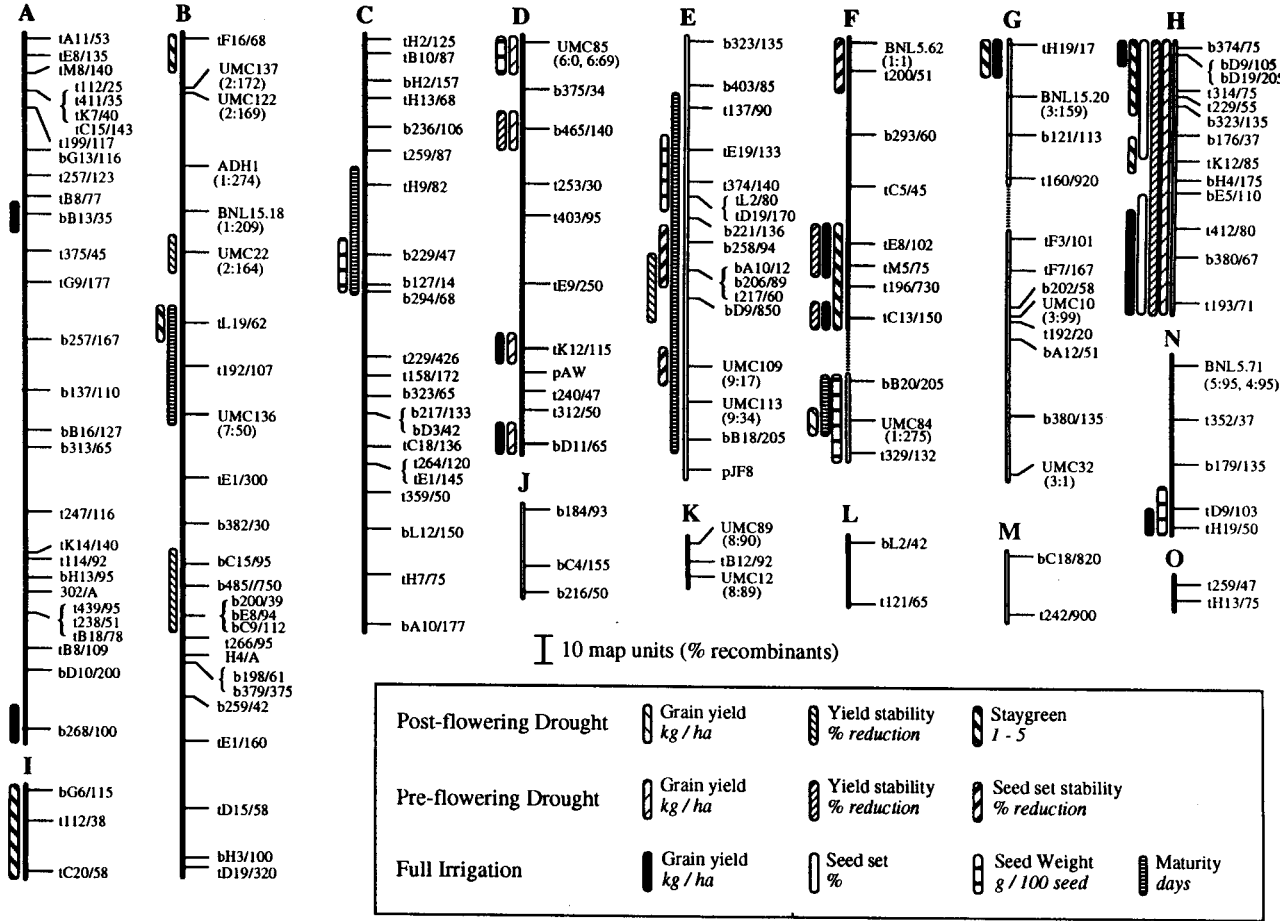 A
tA11/53
tE8/135
tM8/140
t112/25
t411/35
tK7/40
tC15/143
t199/117
bG13/116
t257/123
tB8/77
bB13/35
t375/45
tG9/177
b257/167
b137/110
bB16/127
b313/65
t247/116
tK14/140
t114/92
bH13/95
302/A
t439/95
t238/51
tB18/78
tB8/109
bD10/200
b268/100
I
bG6/115
t112/38
tC20/58
B
tF16/68
UMC137
(2:172)
UMC122
(2:169)
ADH1
(1:274)
BNL15.18
(1:209)
UMC22
(2:164)
tL19/62
t192/107
UMC136
(7:50)
tE1/300
b382/30
bC15/95
b485//750
b200/39
bE8/94
bC9/112
t266/95
H4/A
b198/61
b379/375
b259/42
tE1/160
tD15/58
bH3/100
tD19/320
C
tH2/125
tB10/87
bH2/157
tH13/68
b236/106
t259/87
tH9/82
b229/47
b127/14
b294/68
t229/426
t158/172
b323/65
b217/133
bD3/42
tC18/136
t264/120
tE1/145
t359/50
bL12/150
tH7/75
bA10/177
D
UMC85
(6:0, 6:69)
b375/34
b465/140
t253/30
t403/95
tE9/250
tK12/115
pAW
t240/47
t312/50
bD11/65
J
b184/93
bC4/155
b216/50
E
b323/135
b403/85
t137/90
tE19/133
t374/140
tL2/80
tD19/170
b221/136
b258/94
bA10/12
b206/89
t217/60
bD9/850
UMC109
(9:17)
UMC113
(9:34)
bB18/205
pJF8
K
UMC89
(8:90)
tB12/92
UMC12
(8:89)
F
BNL5.62
(1:1)
t200/51
b293/60
tC5/45
tE8/102
tM5/75
t196/730
tC13/150
bB20/205
UMC84
(1:275)
t329/132
L
bL2/42
t121/65
G
tH19/17
BNL15.20
(3:159)
b121/113
t160/920
tF3/101
tF7/167
b202/58
UMC10
(3:99)
t192/20
bA12/51
b380/135
UMC32
(3:1)
M
bC18/820
t242/900
H
b374/75
bD9/105
bD19/205
t314/75
t229/55
b323/135
b176/37
tK12/85
bH4/175
bE5/110
t412/80
b380/67
t193/71
N
BNL5.71
(5:95, 4:95)
t352/37
b179/135
tD9/103
tH19/50
O
t259/47
tH13/75
10 map units (% recombinants)
Post-flowering Drought
Grain yield
kg / ha
Yield stability
% reduction
Staygreen
1 - 5
Pre-flowering Drought
Grain yield
kg / ha
Yield stability
% reduction
Seed set stability
% reduction
Full Irrigation
Grain yield
kg / ha
Seed set
%
Seed Weight
g / 100 seed
Maturity
days